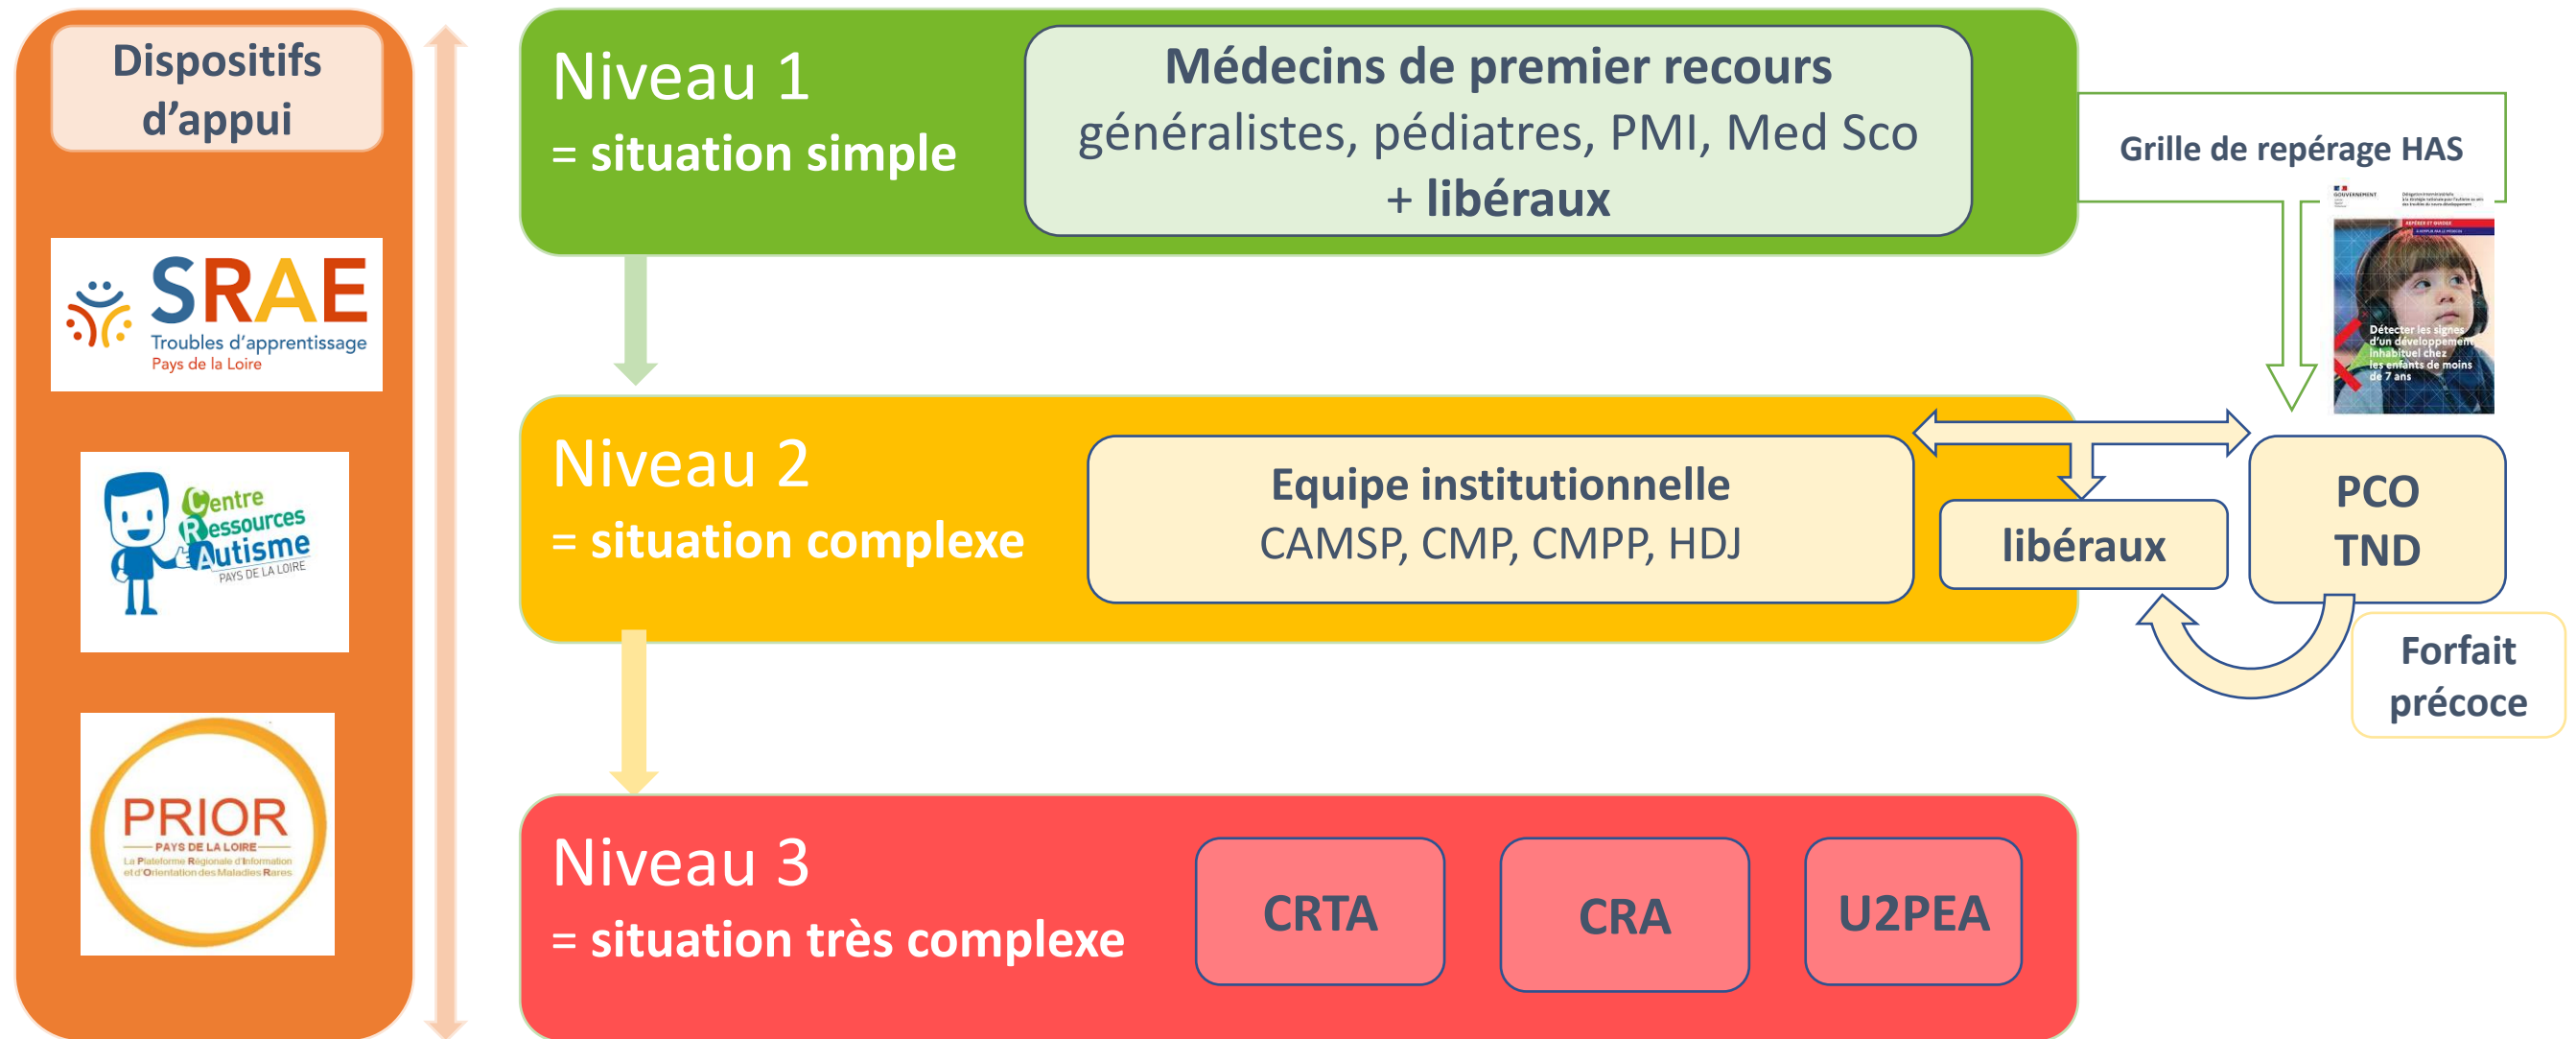 Dispositifs
d’appui
SRAE
Troubles d'apprentissage
Pays de la Loire
Centre
Ressources
Autisme
PAYS DE LA LOIRE
PRIOR
PAYS DE LA LOIRE
La Plateforme Régionale d'Information
et d'Orientation des Maladies Rares
Niveau 1
= situation simple
Médecins de premier recours
généralistes, pédiatres, PMI, Med Sco
+ libéraux
Grille de repérage HAS
GOUVERNEMENT
Détecter les signes
d'un développement
inhabituel chez
les enfants de moins
de 7 ans
Niveau 2
= situation complexe
Equipe institutionnelle
CAMSP, CMP, CMPP, HDJ
libéraux
PCO
TND
Forfait
précoce
Niveau 3
= situation très complexe
CRTA
CRA
U2PEA